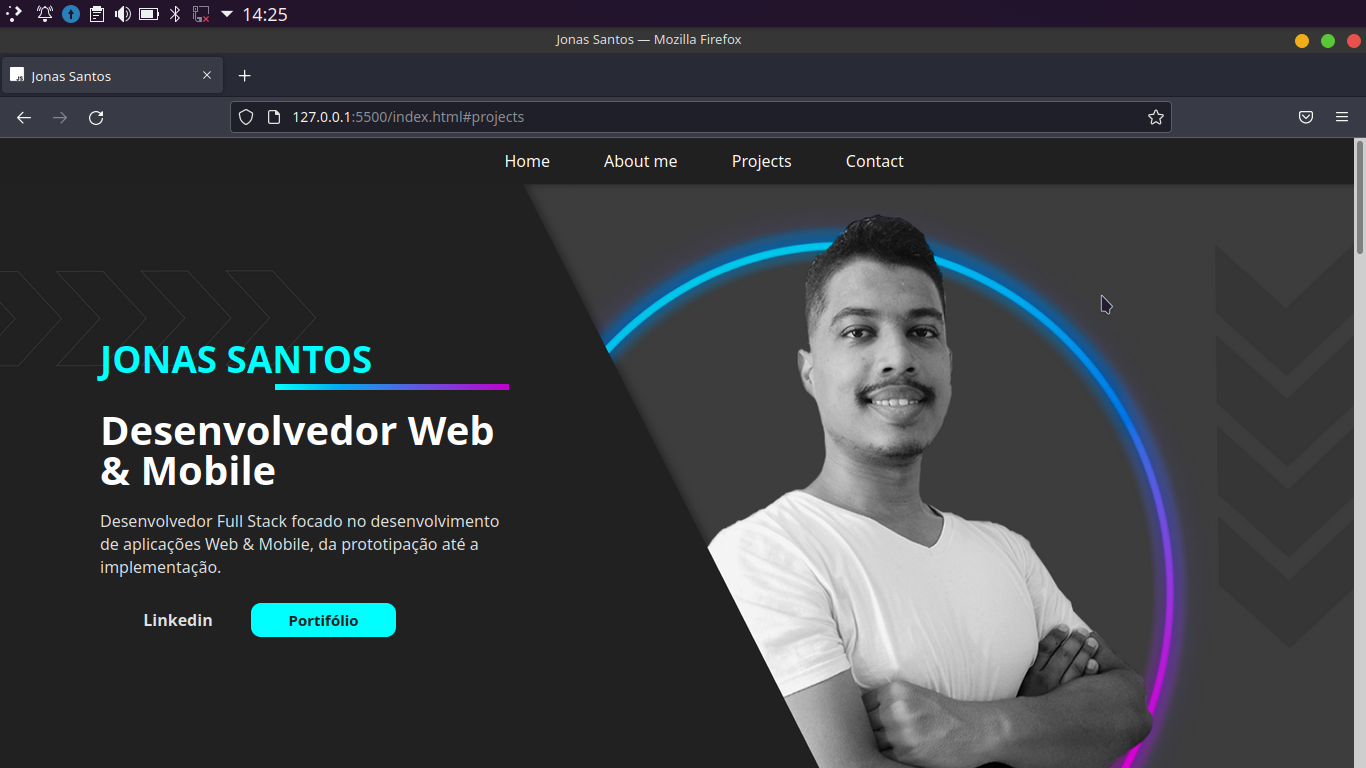 14:25
Jonas Santos — Mozilla Firefox
Jonas Santos
127.0.0.1:5500/index.html#projects
Home About me Projects Contact
JONAS SANTOS
Desenvolvedor Web
& Mobile
Desenvolvedor Full Stack focado no desenvolvimento
de aplicações Web & Mobile, da prototipação até a
implementação.
Linkedin Portifólio